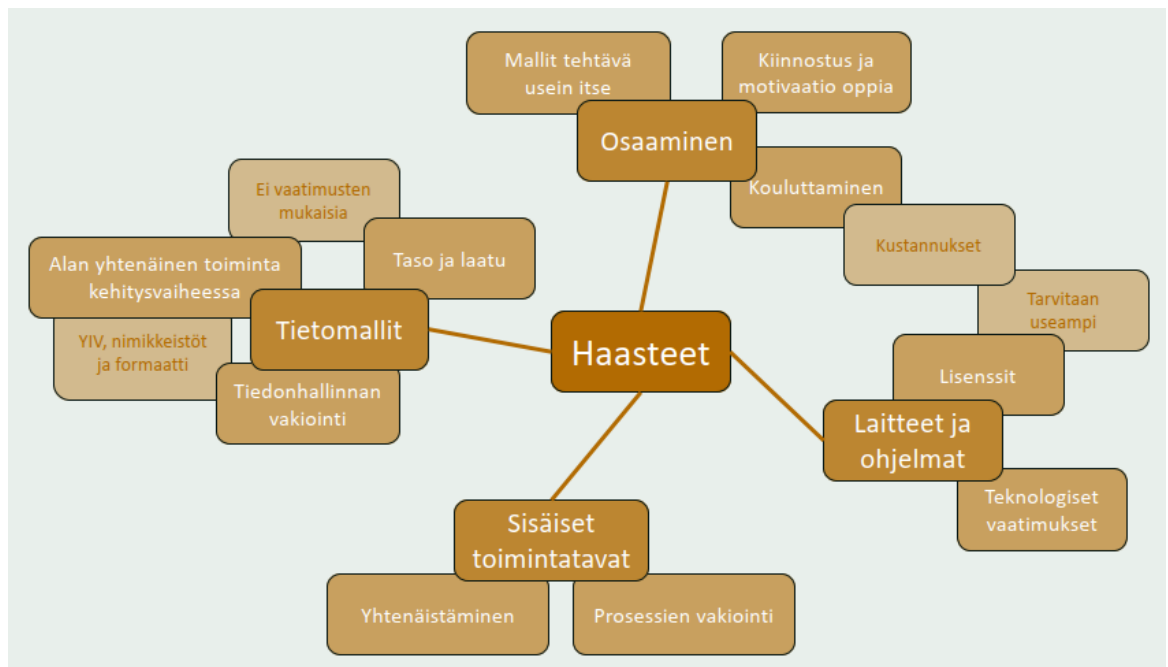 Mallit tehtävä
usein itse
Kiinnostus ja
motivaatio oppia
Osaaminen
Kouluttaminen
Kustannukset
Tarvitaan
useampi
Lisenssit
Laitteet ja
ohjelmat
Teknologiset
vaatimukset
Ei vaatimusten
mukaisia
Taso ja laatu
Alan yhtenäinen toiminta
kehitysvaiheessa
Tietomallit
YIV, nimikkeistöt
ja formaatti
Tiedonhallinnan
vakiointi
Haasteet
Sisäiset
toimintatavat
Yhtenäistäminen
Prosessien vakiointi